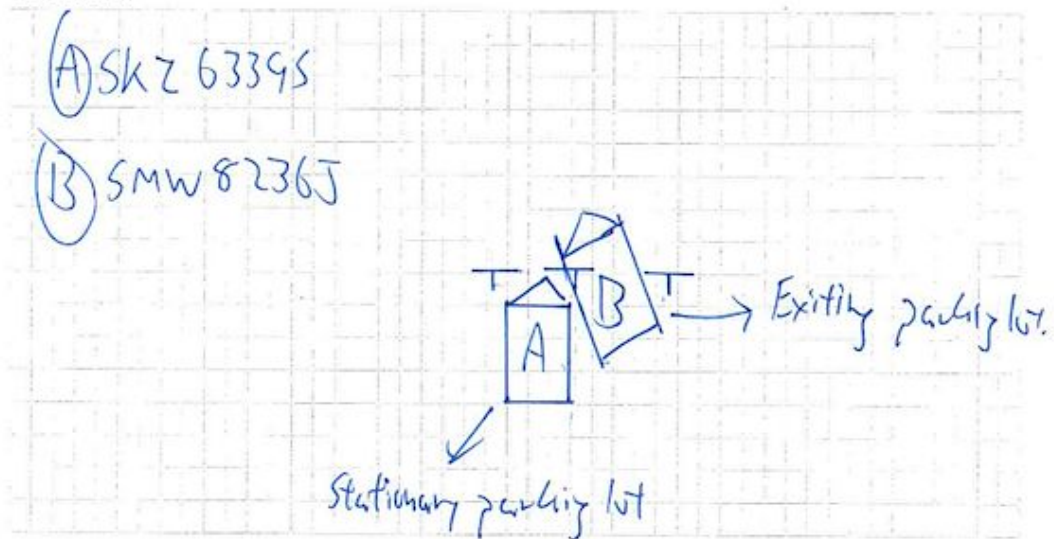 A SKZ 6339S
B SMW 8236J
B
A
Exiting parking lot.
Stationary parking lot